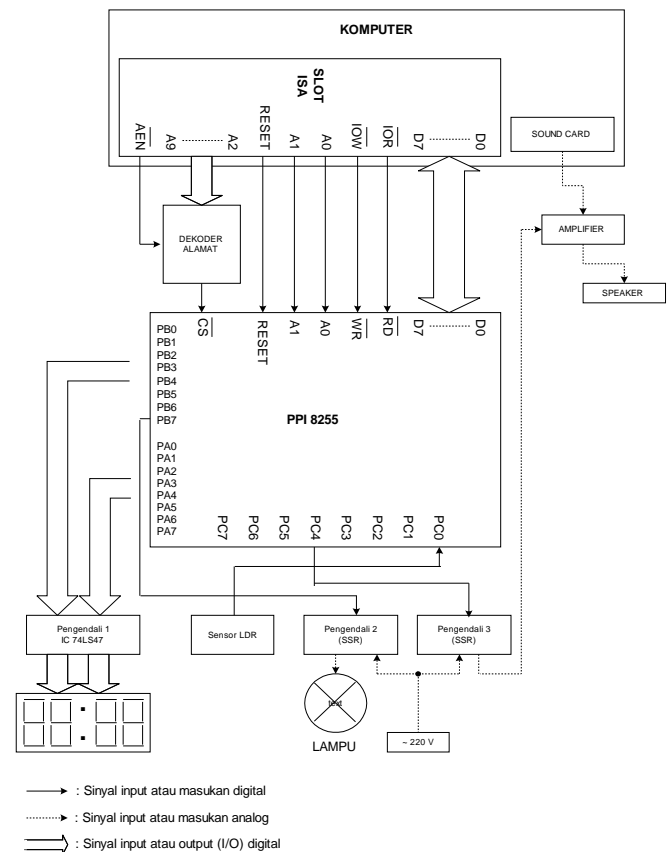 KOMPUTER
SLOT
ISA
AEN
A9
A2
RESET
A1
A0
IOW
IOR
D7
D0
SOUND CARD
DEKODER
ALAMAT
AMPLIFIER
SPEAKER
CS
RESET
A1
A0
WR
RD
D7
D0
PB0
PB1
PB2
PB3
PB4
PB5
PB6
PB7
PPI 8255
PA0
PA1
PA2
PA3
PA4
PA5
PA6
PA7
PC7
PC6
PC5
PC4
PC3
PC2
PC1
PC0
Pengendali 1
IC 74LS47
Sensor LDR
Pengendali 2
(SSR)
Pengendali 3
(SSR)
text
LAMPU
~ 220 V
: Sinyal input atau masukan digital
: Sinyal input atau masukan analog
: Sinyal input atau output (I/O) digital